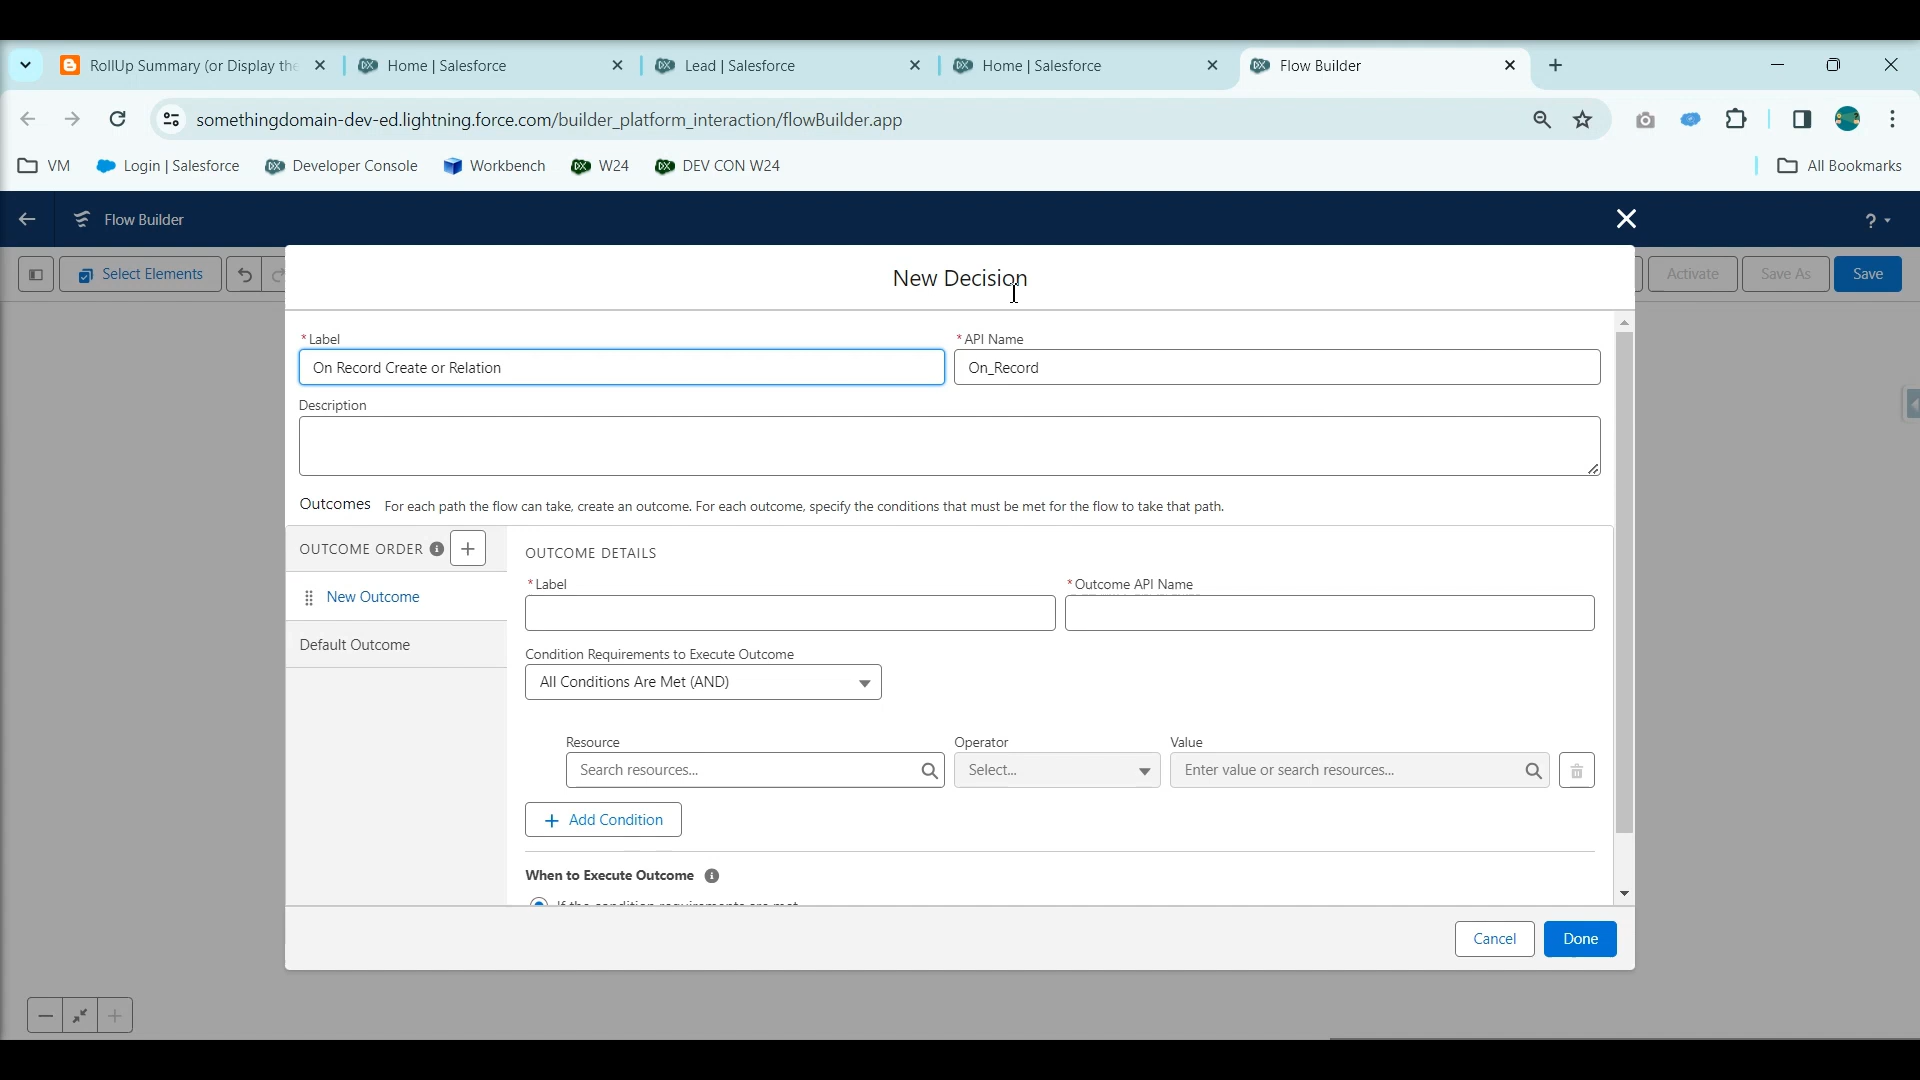 RollUp Summary (or Display the
Home | Salesforce
Lead | Salesforce
Home | Salesforce
Flow Builder
somethingdomain-dev-ed.lightning.force.com/builder_platform_interaction/flowBuilder.app
VM
Login | Salesforce
Developer Console
Workbench
W24
DEV CON W24
All Bookmarks
Flow Builder
?
Select Elements
New Decision
Activate
Save As
Save
* Label
* API Name
On Record Create or Relation
On_Record
Description
Outcomes For each path the flow can take, create an outcome. For each outcome, specify the conditions that must be met for the flow to take that path.
OUTCOME ORDER
OUTCOME DETAILS
* Label
* Outcome API Name
New Outcome
Default Outcome
Condition Requirements to Execute Outcome
All Conditions Are Met (AND)
Resource
Operator
Value
Search resources...
Select...
Enter value or search resources...
+ Add Condition
When to Execute Outcome
If the condition requirements are met
Cancel
Done